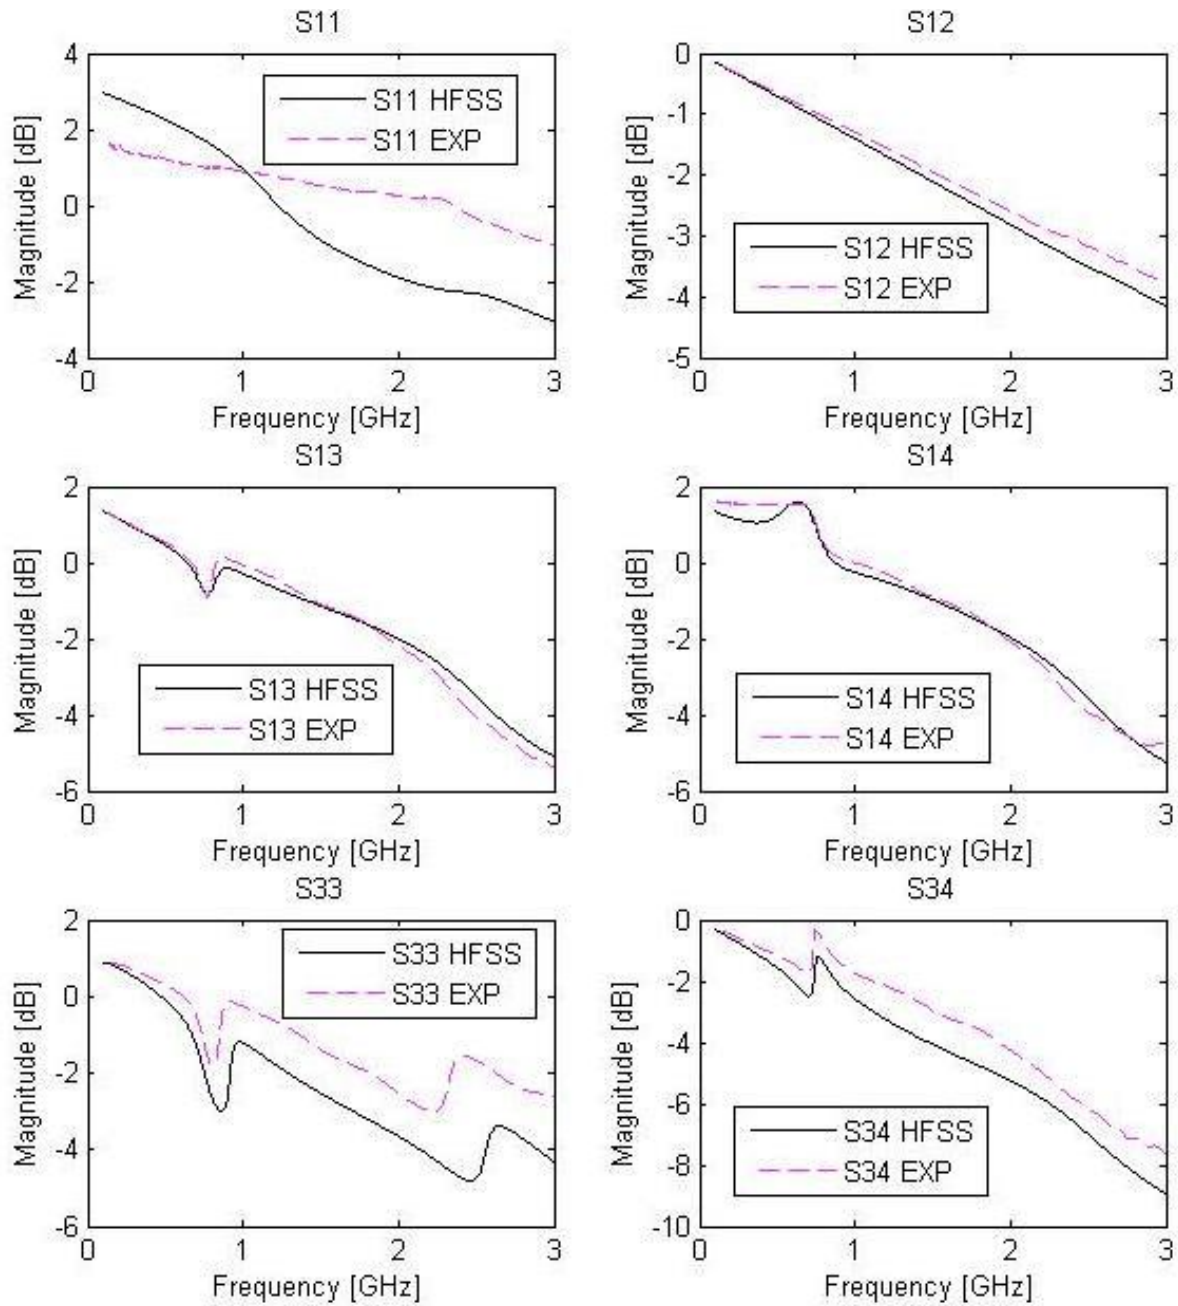 S11
4
2
0
-2
-4
Magnitude [dB]
S11 HFSS
S11 EXP
0 1 2 3
Frequency [GHz]
S12
0
-1
-2
-3
-4
-5
Magnitude [dB]
S12 HFSS
S12 EXP
0 1 2 3
Frequency [GHz]
S13
2
0
-2
-4
-6
Magnitude [dB]
S13 HFSS
S13 EXP
0 1 2 3
Frequency [GHz]
S14
2
0
-2
-4
-6
Magnitude [dB]
S14 HFSS
S14 EXP
0 1 2 3
Frequency [GHz]
S33
2
0
-2
-4
-6
Magnitude [dB]
S33 HFSS
S33 EXP
0 1 2 3
Frequency [GHz]
S34
0
-2
-4
-6
-8
-10
Magnitude [dB]
S34 HFSS
S34 EXP
0 1 2 3
Frequency [GHz]